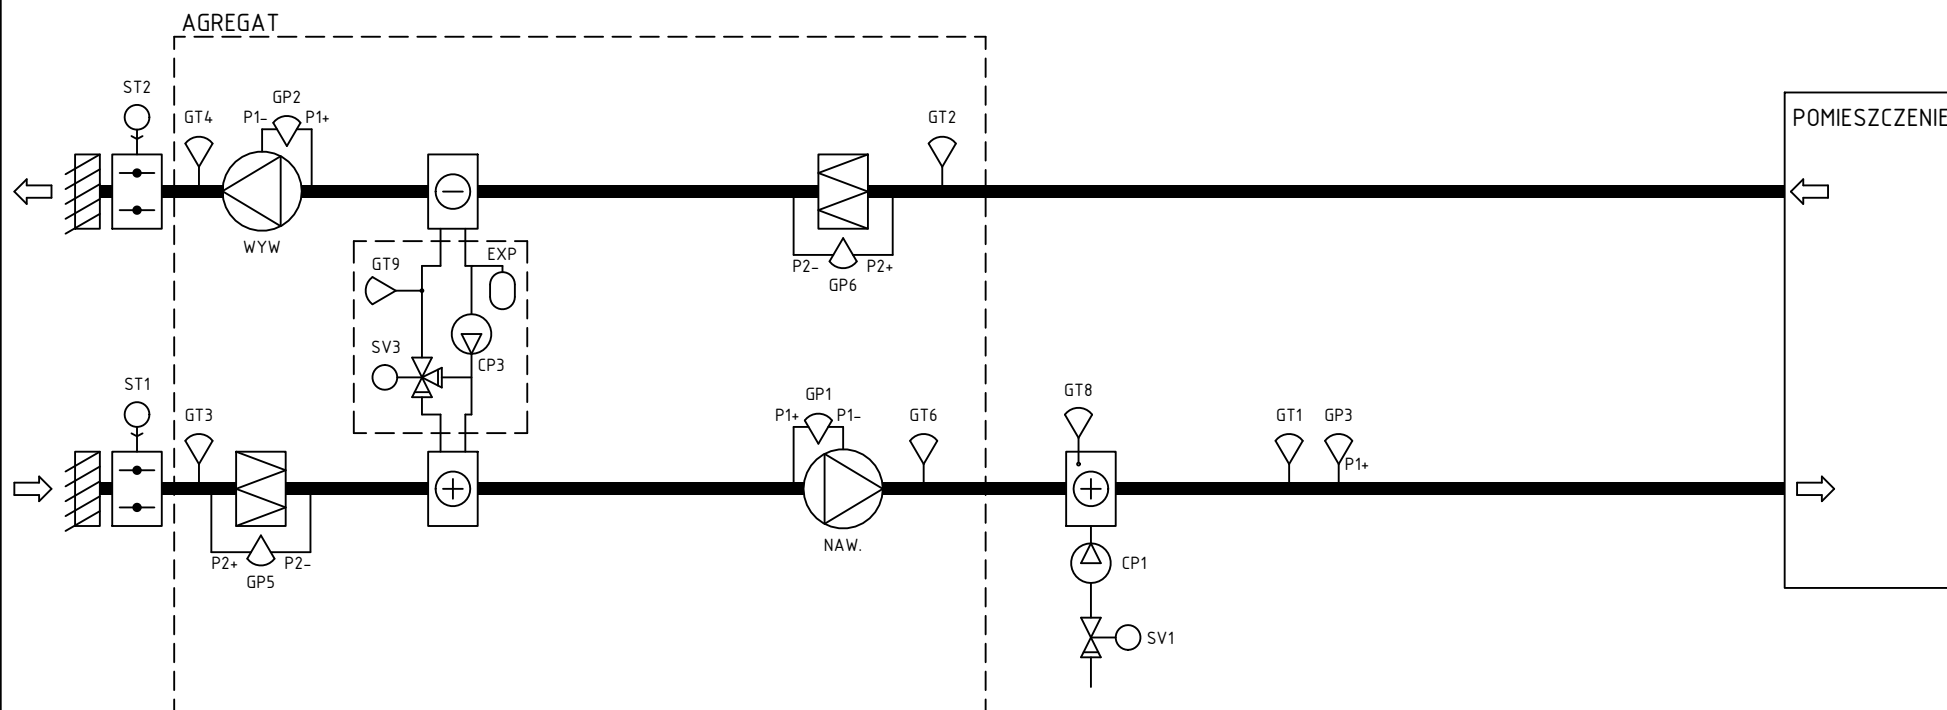 AGREGAT
ST2
GT4
P1-
GP2
P1+
GT2
POMIESZCZENIE
WYW
P2-
P2+
GP6
GT9
EXP
SV3
CP3
ST1
GT3
P2+
P2-
GP5
GP1
P1+
P1-
GT6
NAW.
GT8
GT1
GP3
P1+
CP1
SV1